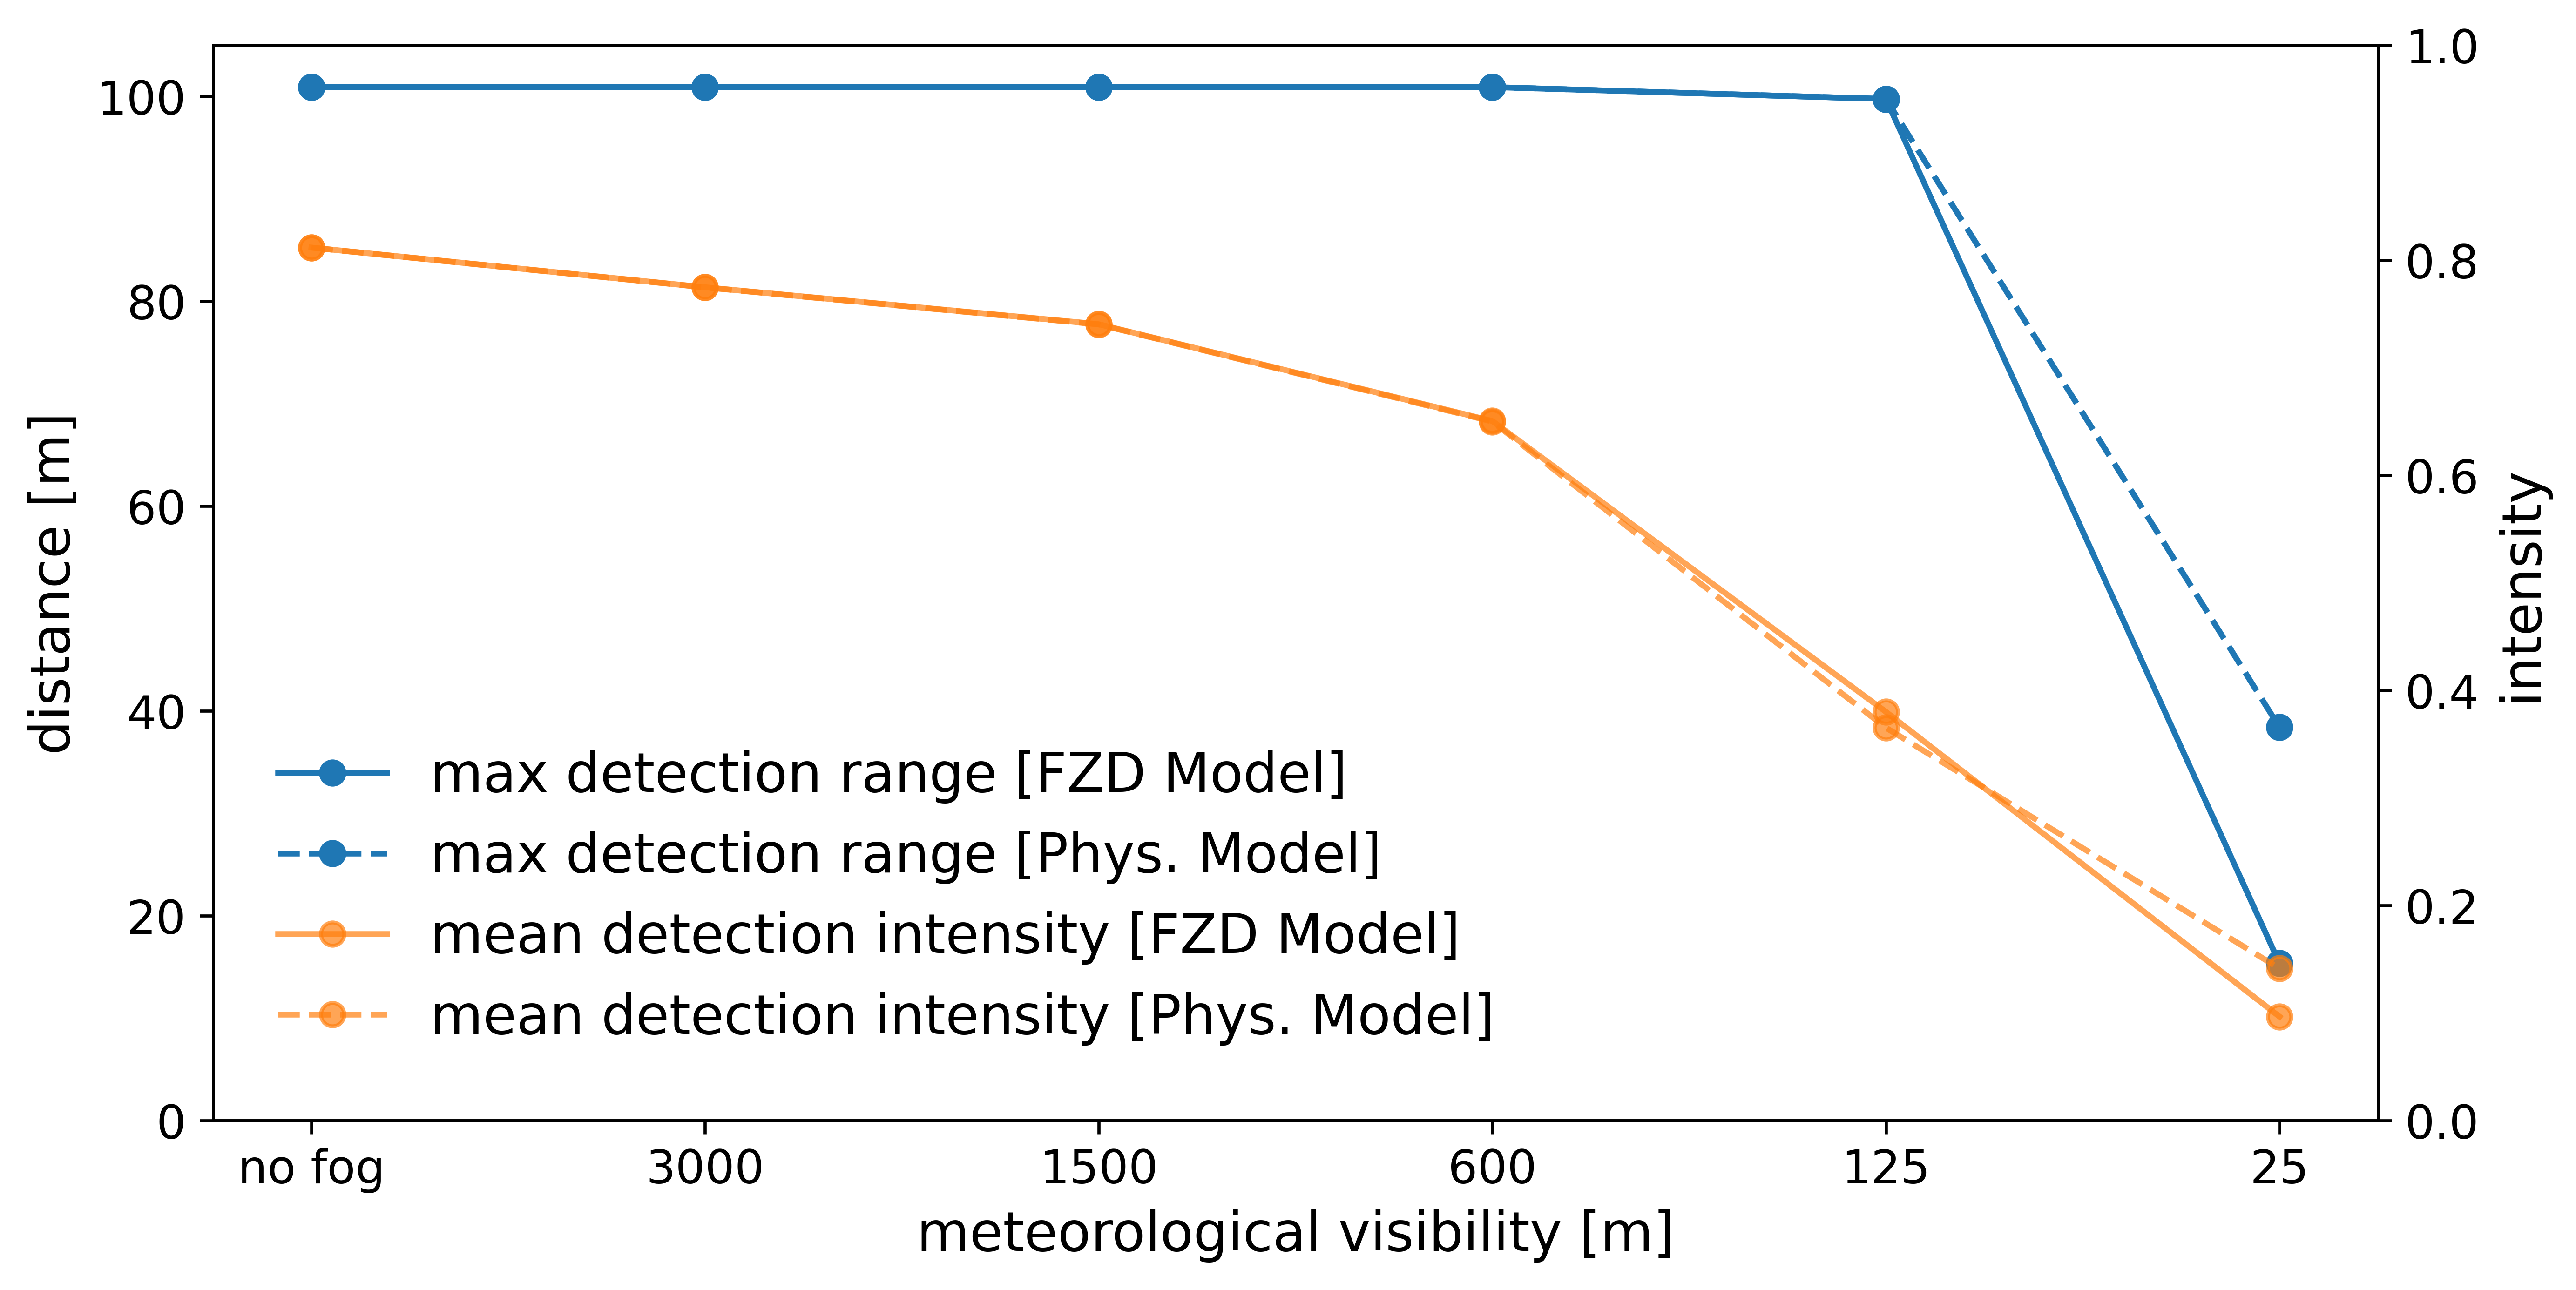 distance [m]
100
80
60
40
20
0
1.0
0.8
0.6
0.4
0.2
0.0
intensity
max detection range [FZD Model]
max detection range [Phys. Model]
mean detection intensity [FZD Model]
mean detection intensity [Phys. Model]
no fog 3000 1500 600 125 25
meteorological visibility [m]